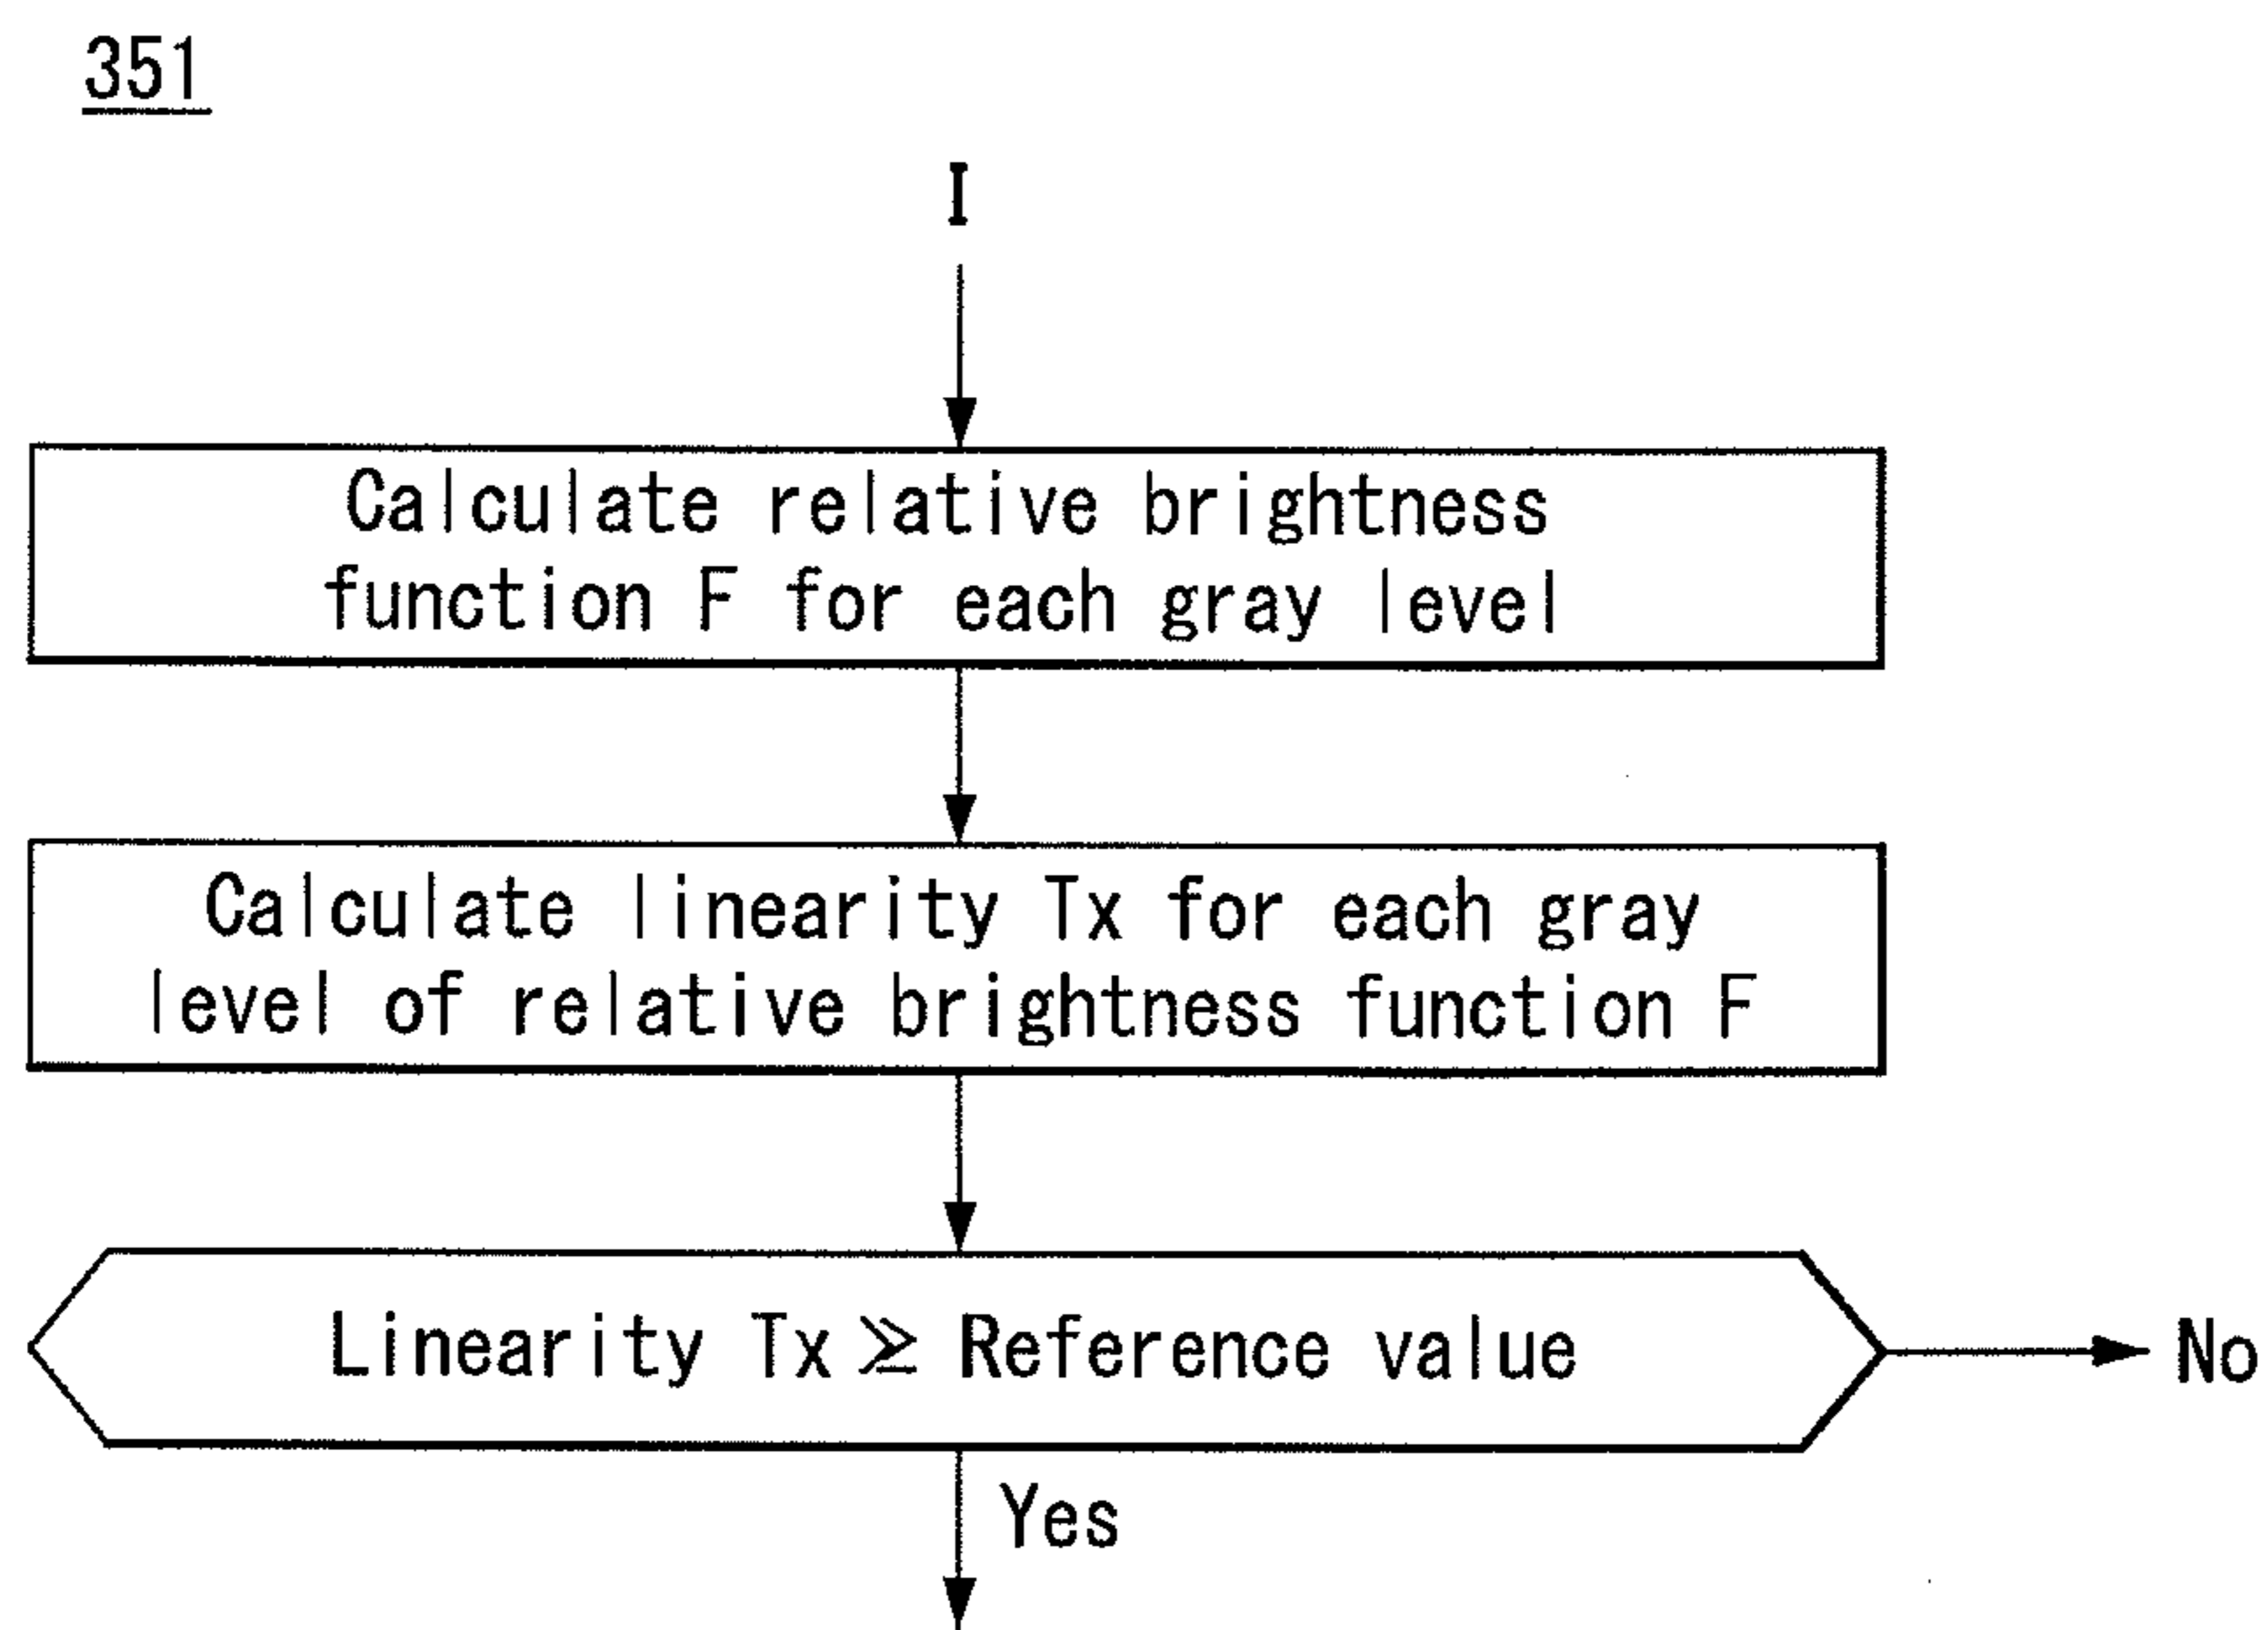 351
I
Calculate relative brightness
function F for each gray level
Calculate linearity Tx for each gray
level of relative brightness function F
Linearity Tx ≥ Reference value
No
Yes